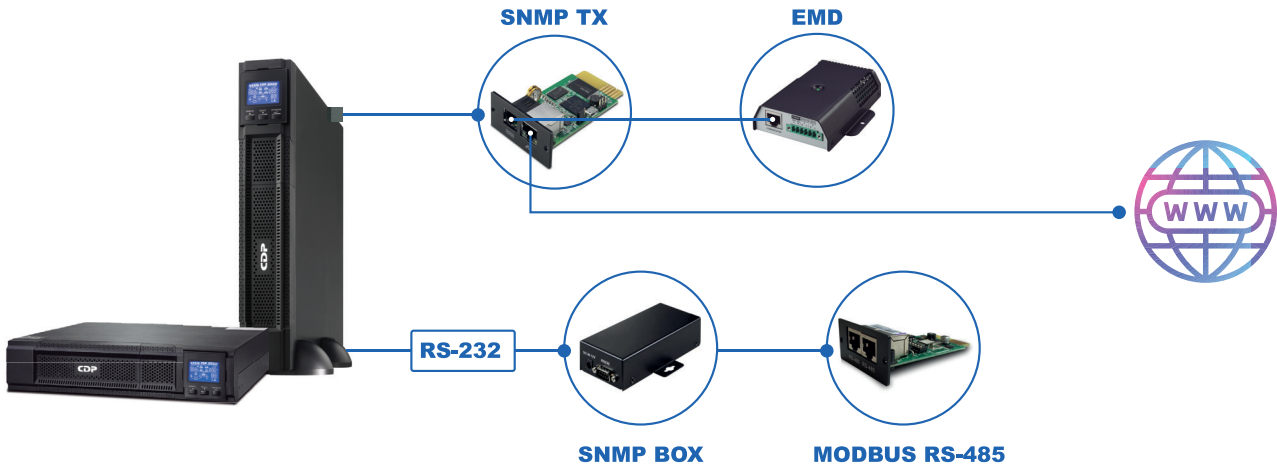 SNMP TX
EMD
WWW
CDP
CDP
RS-232
SNMP BOX
MODBUS RS-485